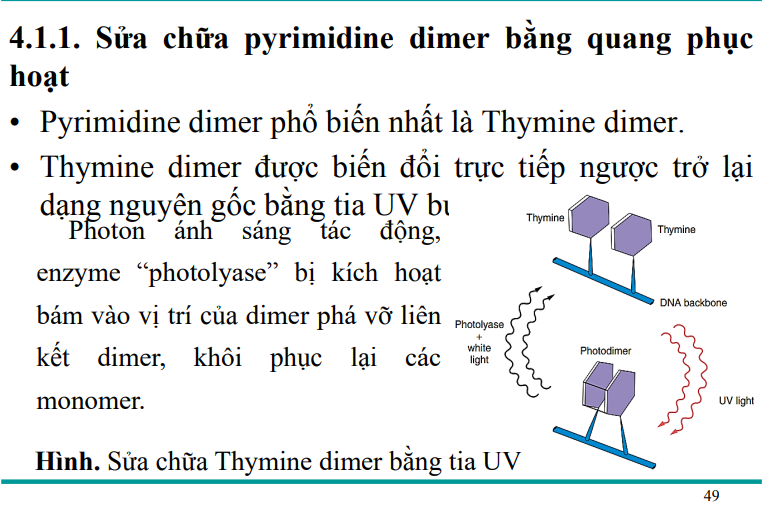 4.1.1. Sửa chữa pyrimidine dimer bằng quang phục
hoạt
• Pyrimidine dimer phổ biến nhất là Thymine dimer.
• Thymine dimer được biến đổi trực tiếp ngược trở lại
dạng nguyên gốc bằng tia UV
Photon ánh sáng tác động,
enzyme “photolyase” bị kích hoạt
bám vào vị trí của dimer phá vỡ liên
kết dimer, khôi phục lại các
monomer.
Thymine
Thymine
DNA backbone
Photolyase
+
white
light
Photodimer
UV light
Hình. Sửa chữa Thymine dimer bằng tia UV
49